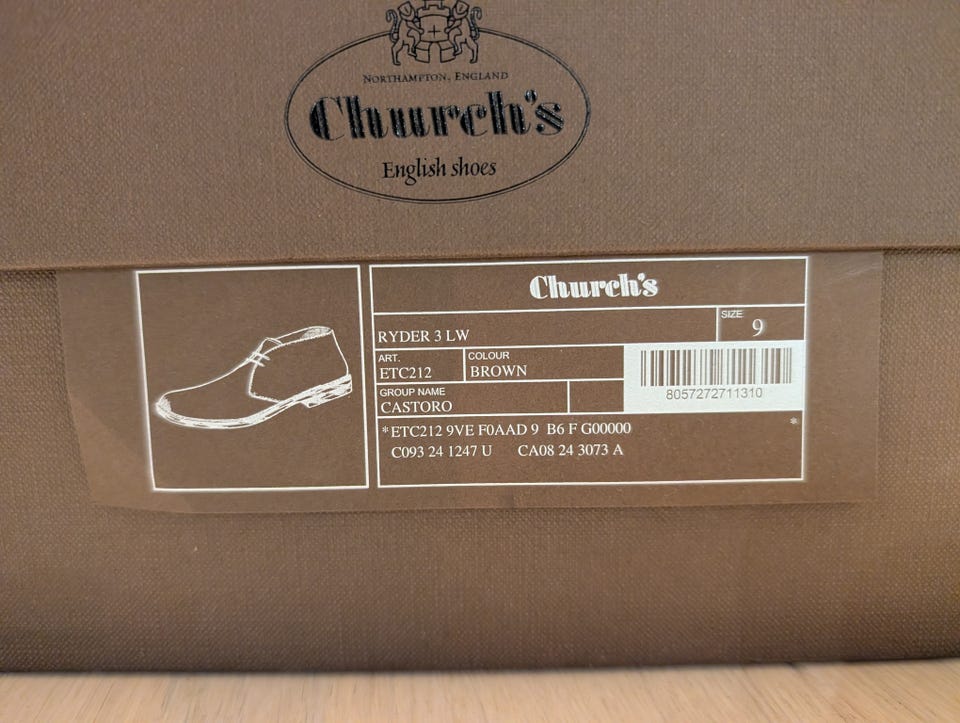 NORTHAMPTON, ENGLAND
Church's
English shoes
Church's
RYDER 3 LW
SIZE
9
ART.
ETC212
COLOUR
BROWN
8057272711310
GROUP NAME
CASTORO
*ETC212 9VE F0AAD 9 B6 F G00000 *
C093 24 1247 U CA08 24 3073 A